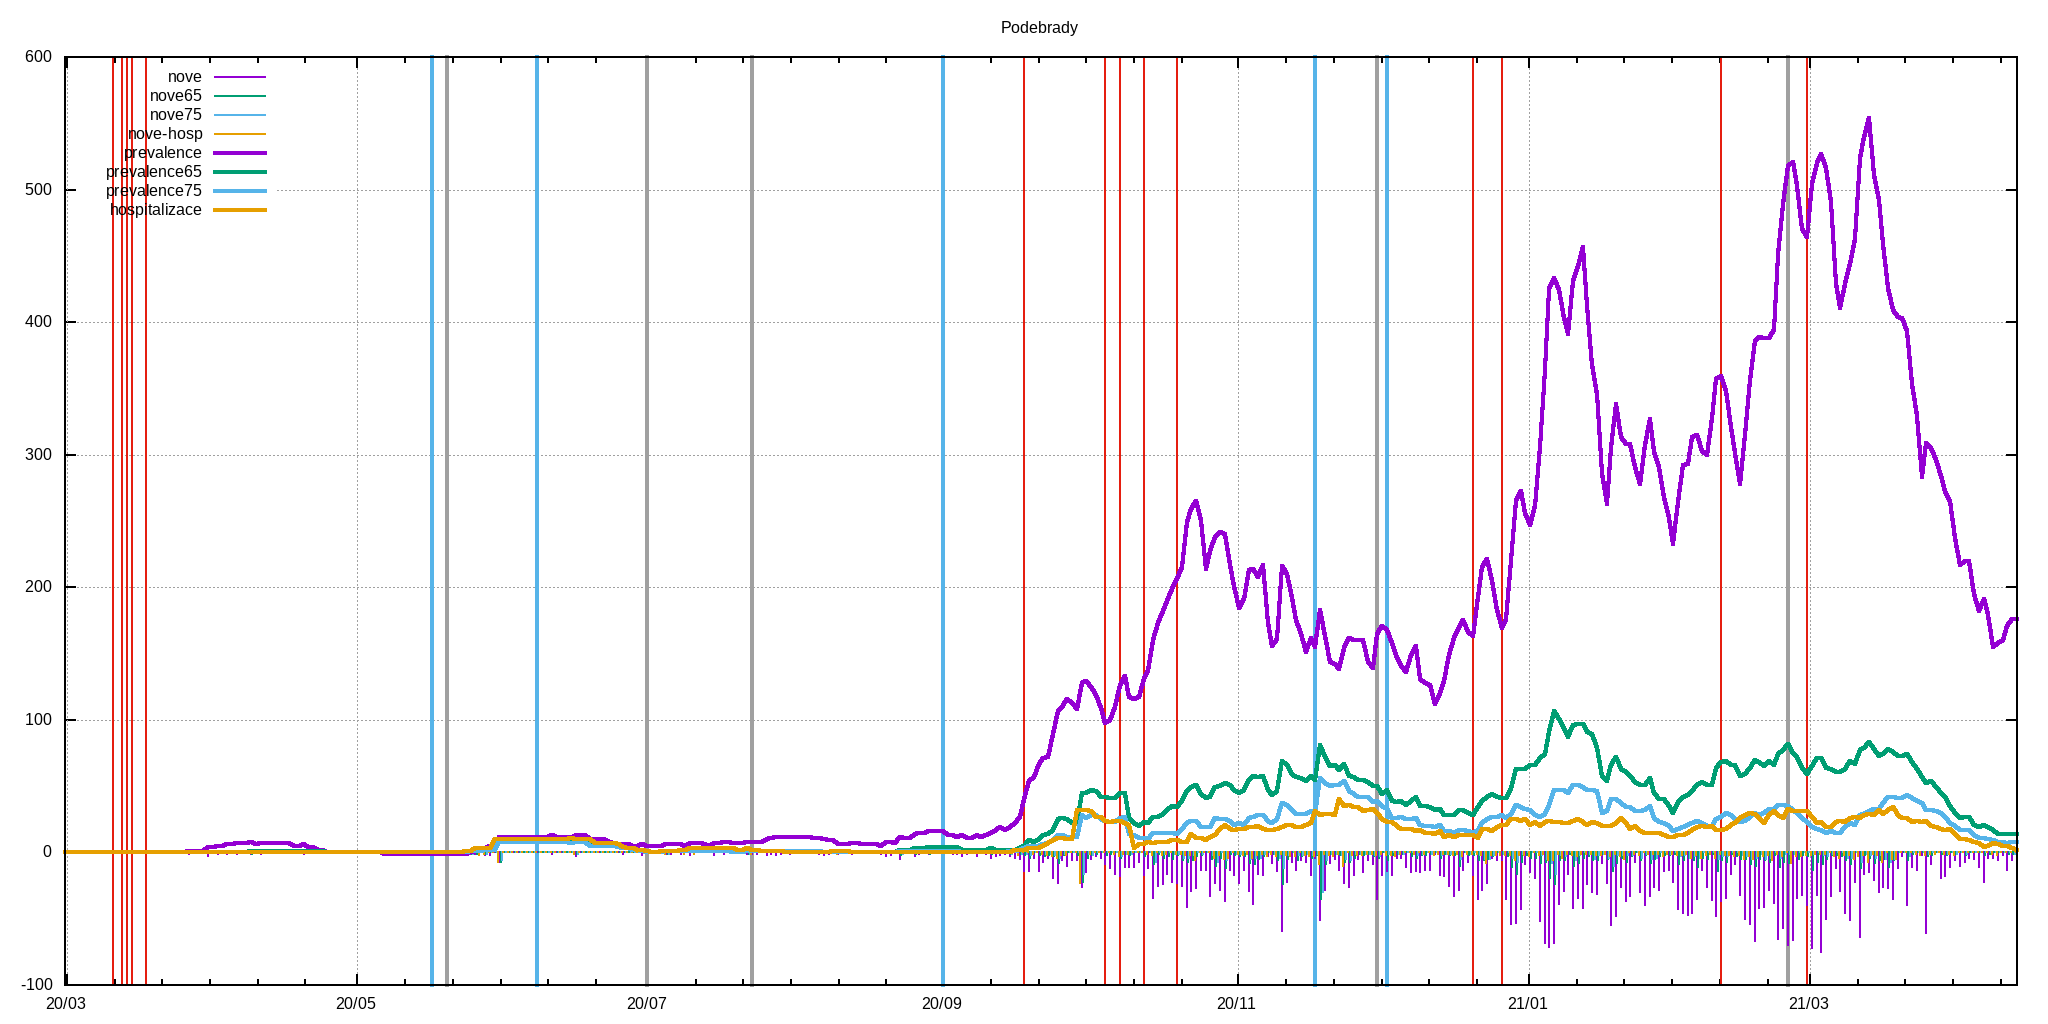 Podebrady
600
500
400
300
200
100
0
-100
nove
nove65
nove75
nove-hosp
prevalence
prevalence65
prevalence75
hospitalizace
20/03
20/05
20/07
20/09
20/11
21/01
21/03